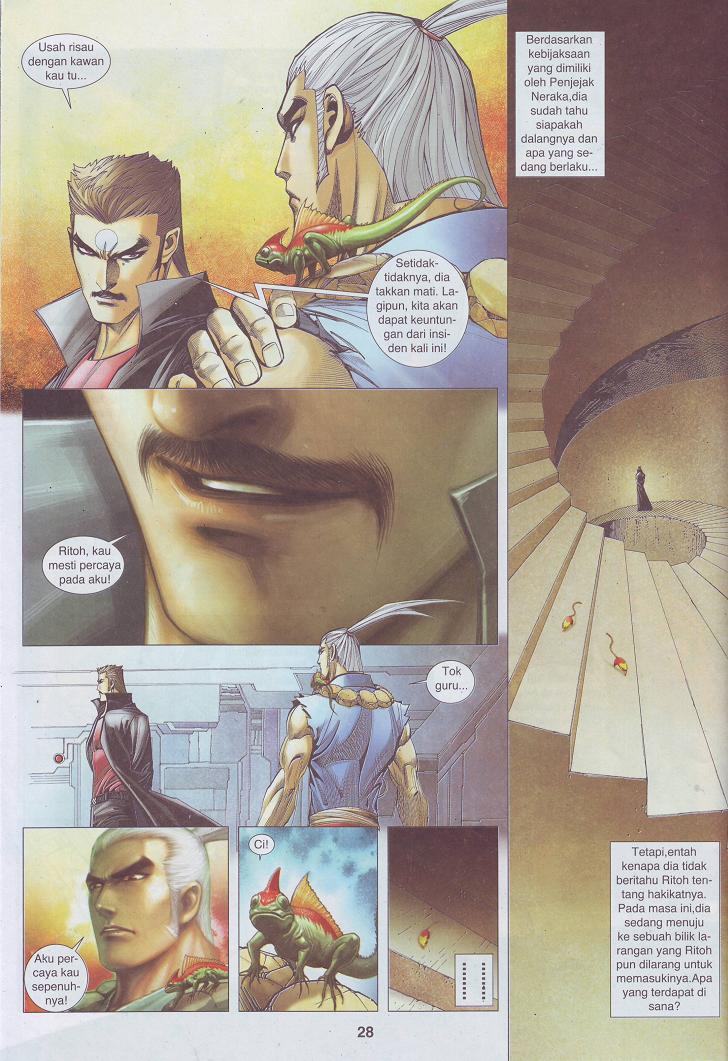 Usah risau
dengan kawan
kau tu...
Setidak-
tidaknya, dia
takkan mati. La-
gipun, kita akan
dapat keuntun-
gan dari insi-
den kali ini!
Ritoh, kau
mesti percaya
pada aku!
Tok
guru...
Aku per-
caya kau
sepenuh-
nya!
Ci!
Berdasarkan
kebijaksaan
yang dimiliki
oleh Penjejak
Neraka,dia
sudah tahu
siapakah
dalangnya dan
apa yang se-
dang berlaku...
Tetapi,entah
kenapa dia tidak
beritahu Ritoh ten-
tang hakikatnya.
Pada masa ini,dia
sedang menuju
ke sebuah bilik la-
rangan yang Ritoh
pun dilarang untuk
memasukinya.Apa
yang terdapat di
sana?
28